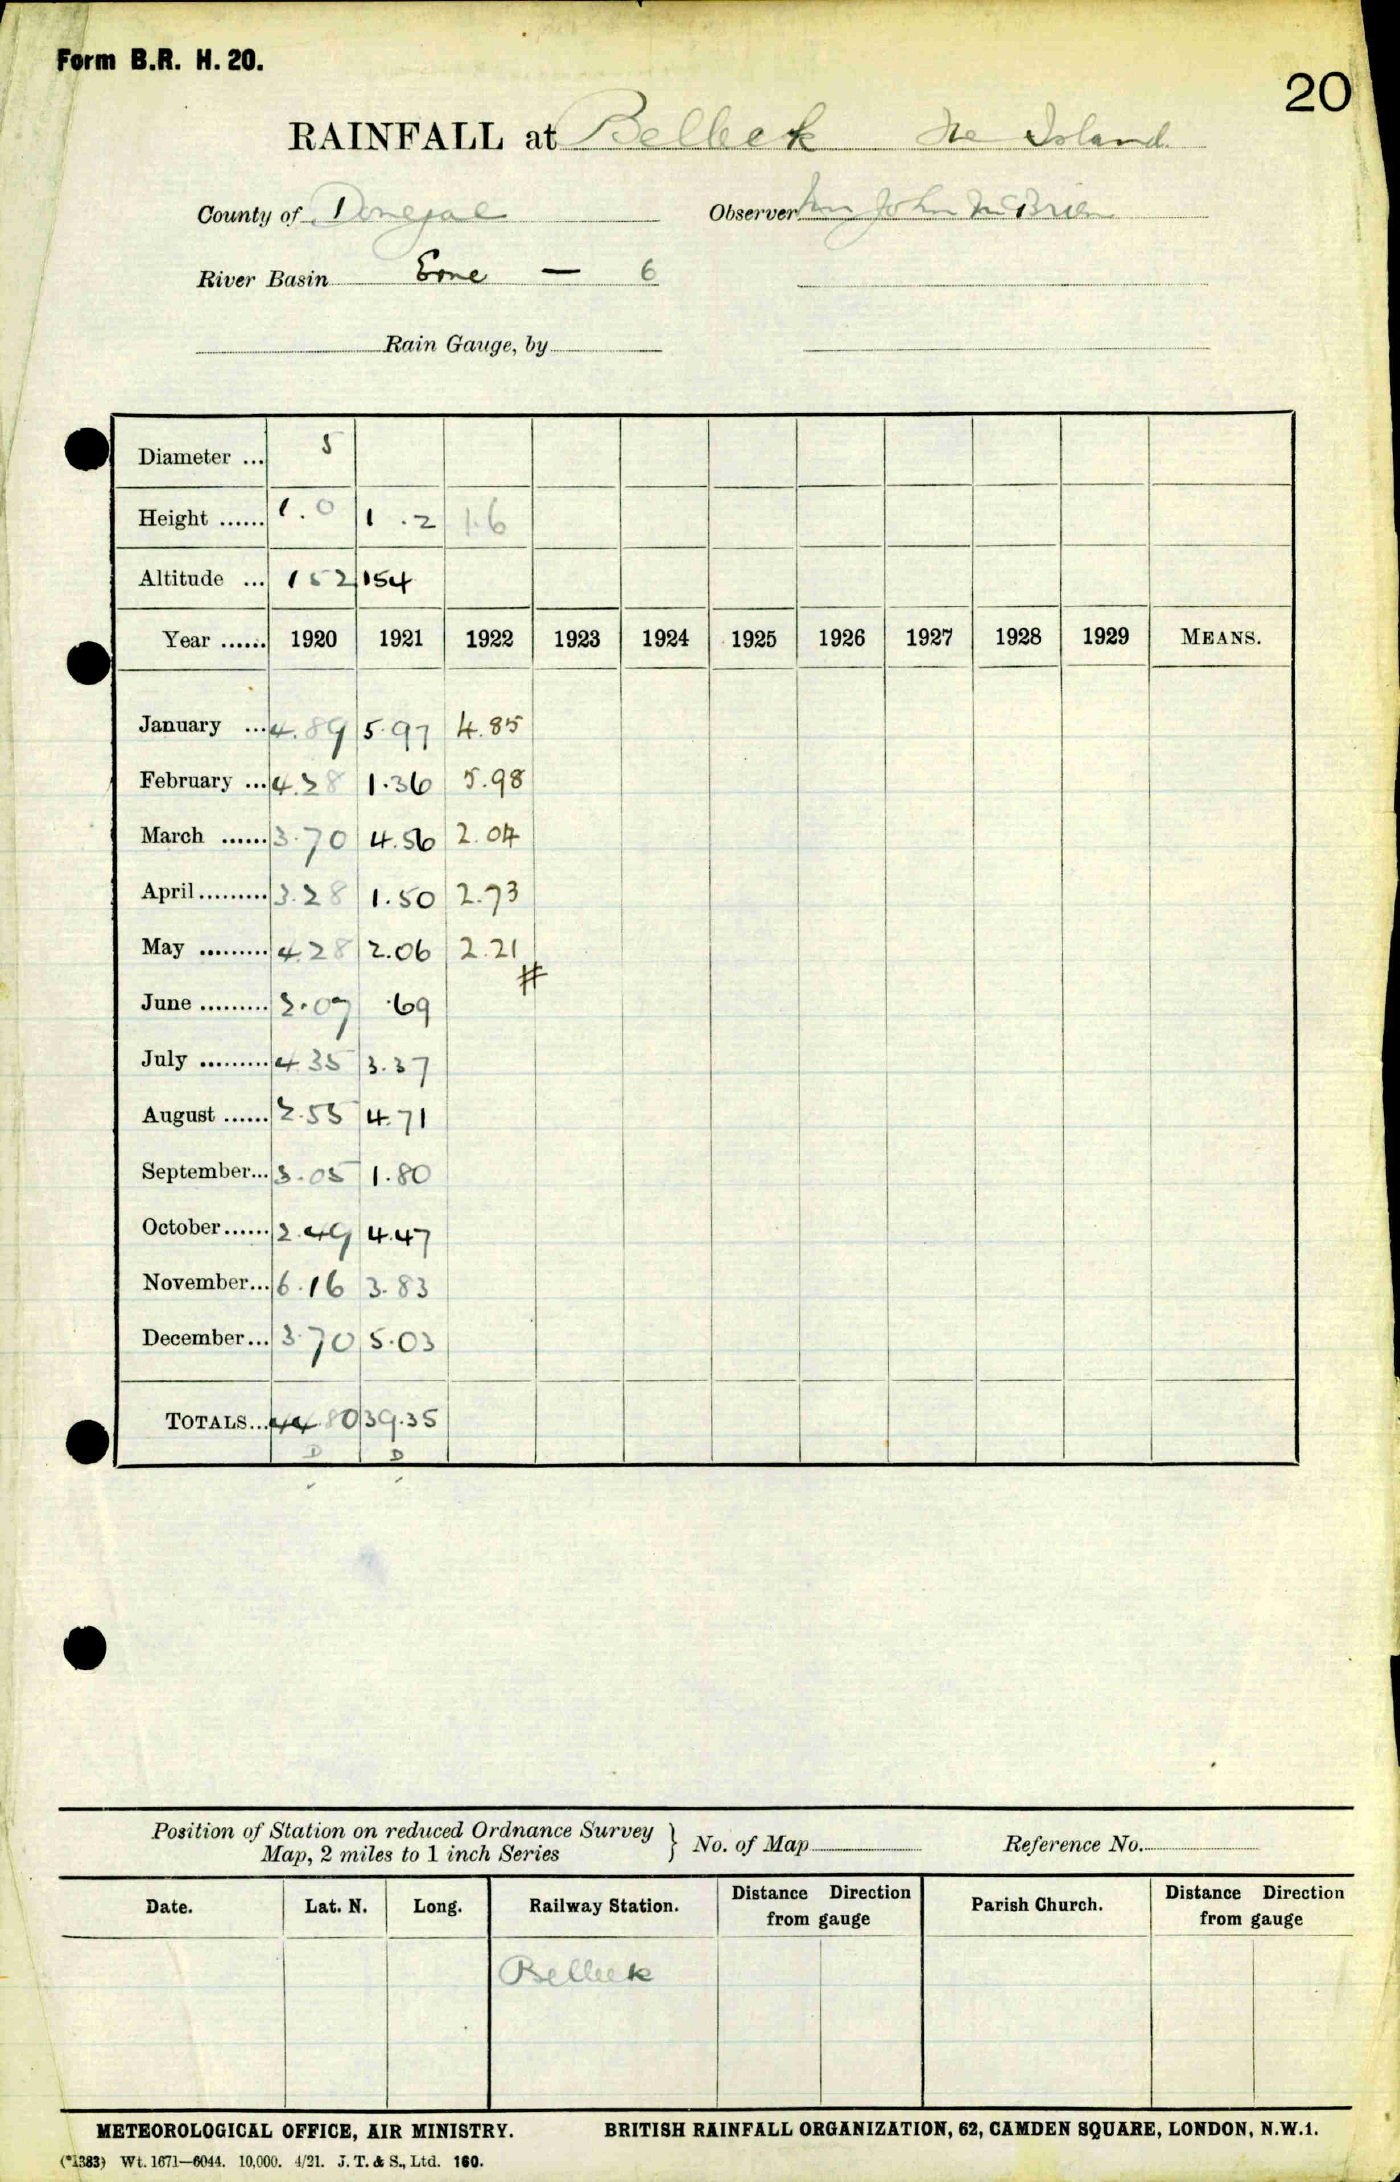 Form B.R. H. 20.
20
RAINFALL at Belleek The Island
County of Donegal Observer John McBrien
River Basin Erne — 6
Rain Gauge, by
Diameter ... 5
Height ...... 1.0 1.2 1.6
Altitude ... 152 154
Year ...... 1920 1921 1922 1923 1924 1925 1926 1927 1928 1929 MEANS.
January ... 4.89 5.97 4.85
February ... 4.28 1.36 5.98
March ...... 3.70 4.56 2.04
April ......... 3.28 1.50 2.73
May ......... 4.28 2.06 2.21
#
June ......... 2.07 .69
July ......... 4.35 3.37
August ...... 2.55 4.71
September... 3.05 1.80
October...... 2.49 4.47
November... 6.16 3.83
December... 3.70 5.03
TOTALS... 44.80 39.35
D D
Position of Station on reduced Ordnance Survey
Map, 2 miles to 1 inch Series } No. of Map Reference No.
Date. Lat. N. Long. Railway Station. Distance Direction from gauge Parish Church. Distance Direction from gauge
Belleek
METEOROLOGICAL OFFICE, AIR MINISTRY. BRITISH RAINFALL ORGANIZATION, 62, CAMDEN SQUARE, LONDON, N.W.1.
(*1383) Wt. 1671—6044. 10,000. 4/21. J. T. & S., Ltd. 160.